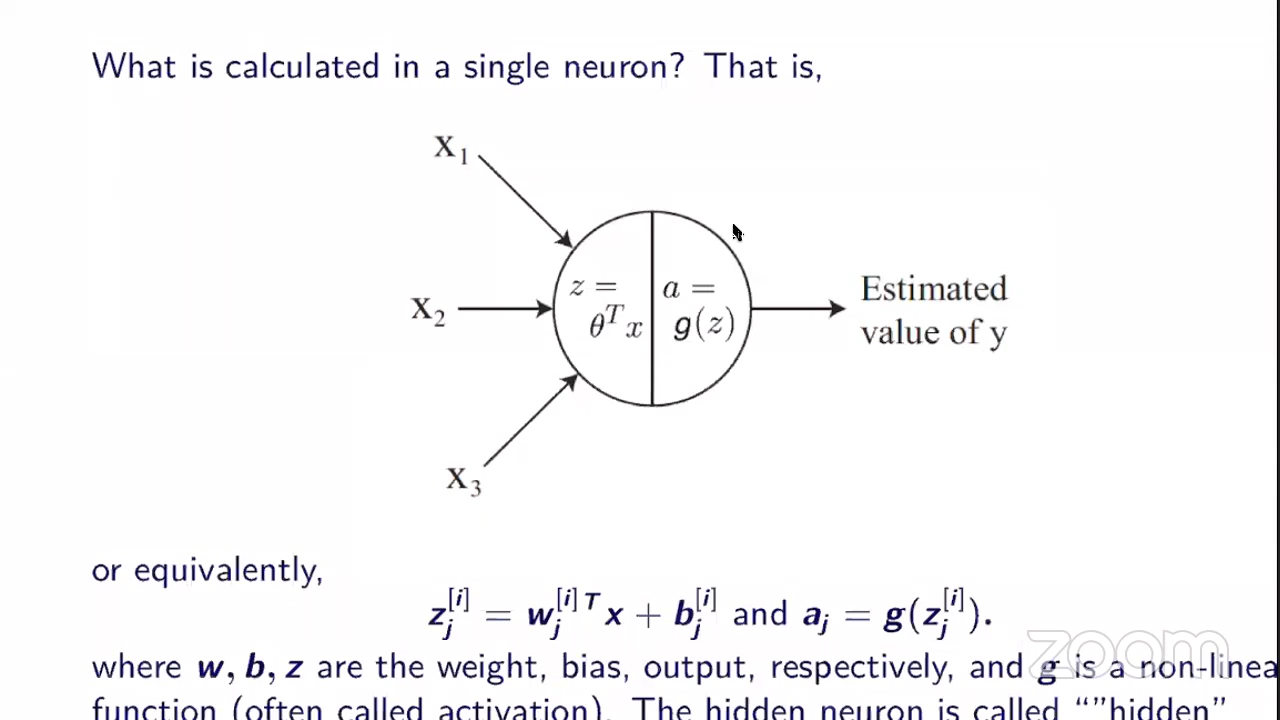 What is calculated in a single neuron? That is,
X₁
X₂
X₃
z =
θᵀx
a =
g(z)
Estimated
value of y
or equivalently,
z_j^{[i]} = w_j^{[i]T} x + b_j^{[i]} and a_j = g(z_j^{[i]}).
where w, b, z are the weight, bias, output, respectively, and g is a non-linea
function (often called activation). The hidden neuron is called “”hidden”
zoom